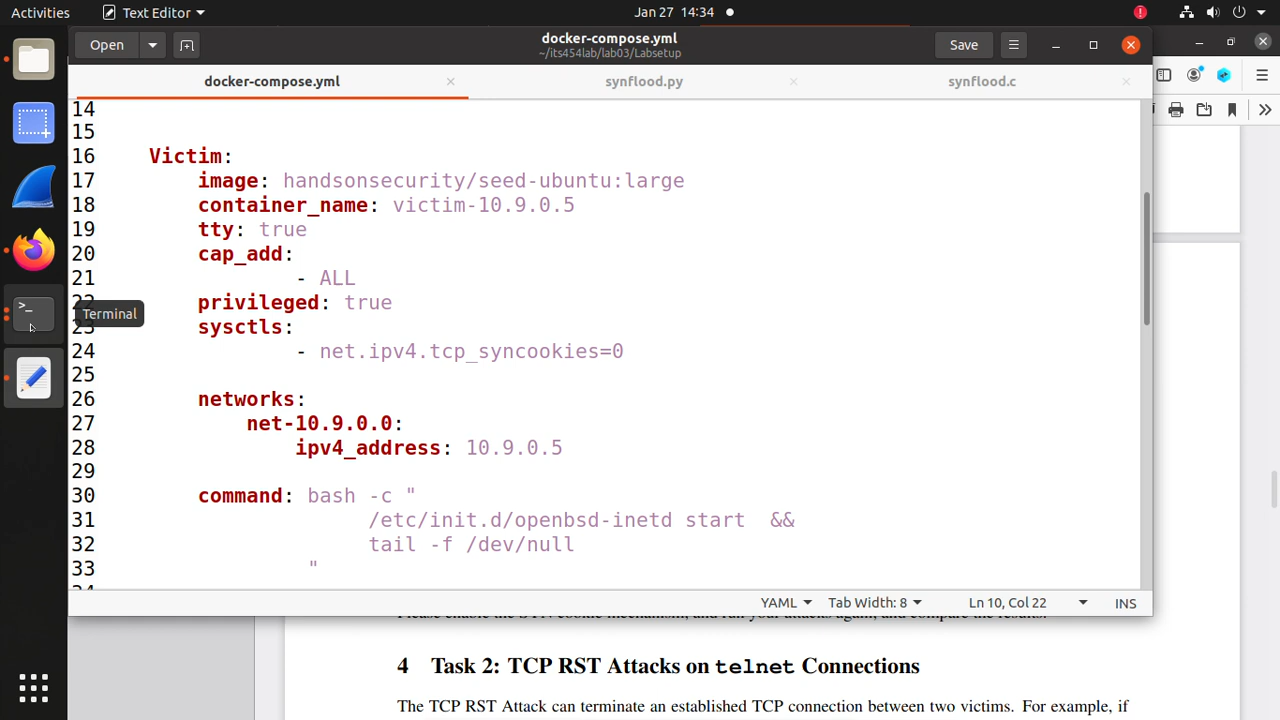 Activities Text Editor Jan 27 14:34
Open docker-compose.yml Save
~/its454lab/lab03/Labsetup
docker-compose.yml synflood.py synflood.c
14
15
16 Victim:
17 image: handsonsecurity/seed-ubuntu:large
18 container_name: victim-10.9.0.5
19 tty: true
20 cap_add:
21 - ALL
22 privileged: true
Terminal
23 sysctls:
24 - net.ipv4.tcp_syncookies=0
25
26 networks:
27 net-10.9.0.0:
28 ipv4_address: 10.9.0.5
29
30 command: bash -c "
31 /etc/init.d/openbsd-inetd start &&
32 tail -f /dev/null
33 "
YAML Tab Width: 8 Ln 10, Col 22 INS
4 Task 2: TCP RST Attacks on telnet Connections
The TCP RST Attack can terminate an established TCP connection between two victims. For example, if